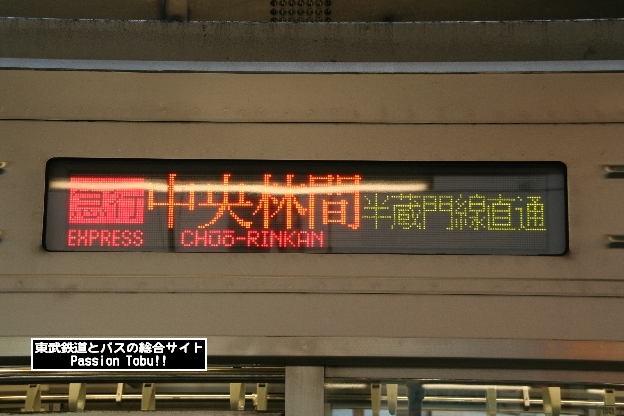 急行 中央林間 半蔵門線直通
EXPRESS CHŪŌ-RINKAN
東武鉄道とバスの総合サイト
Passion Tobu!!